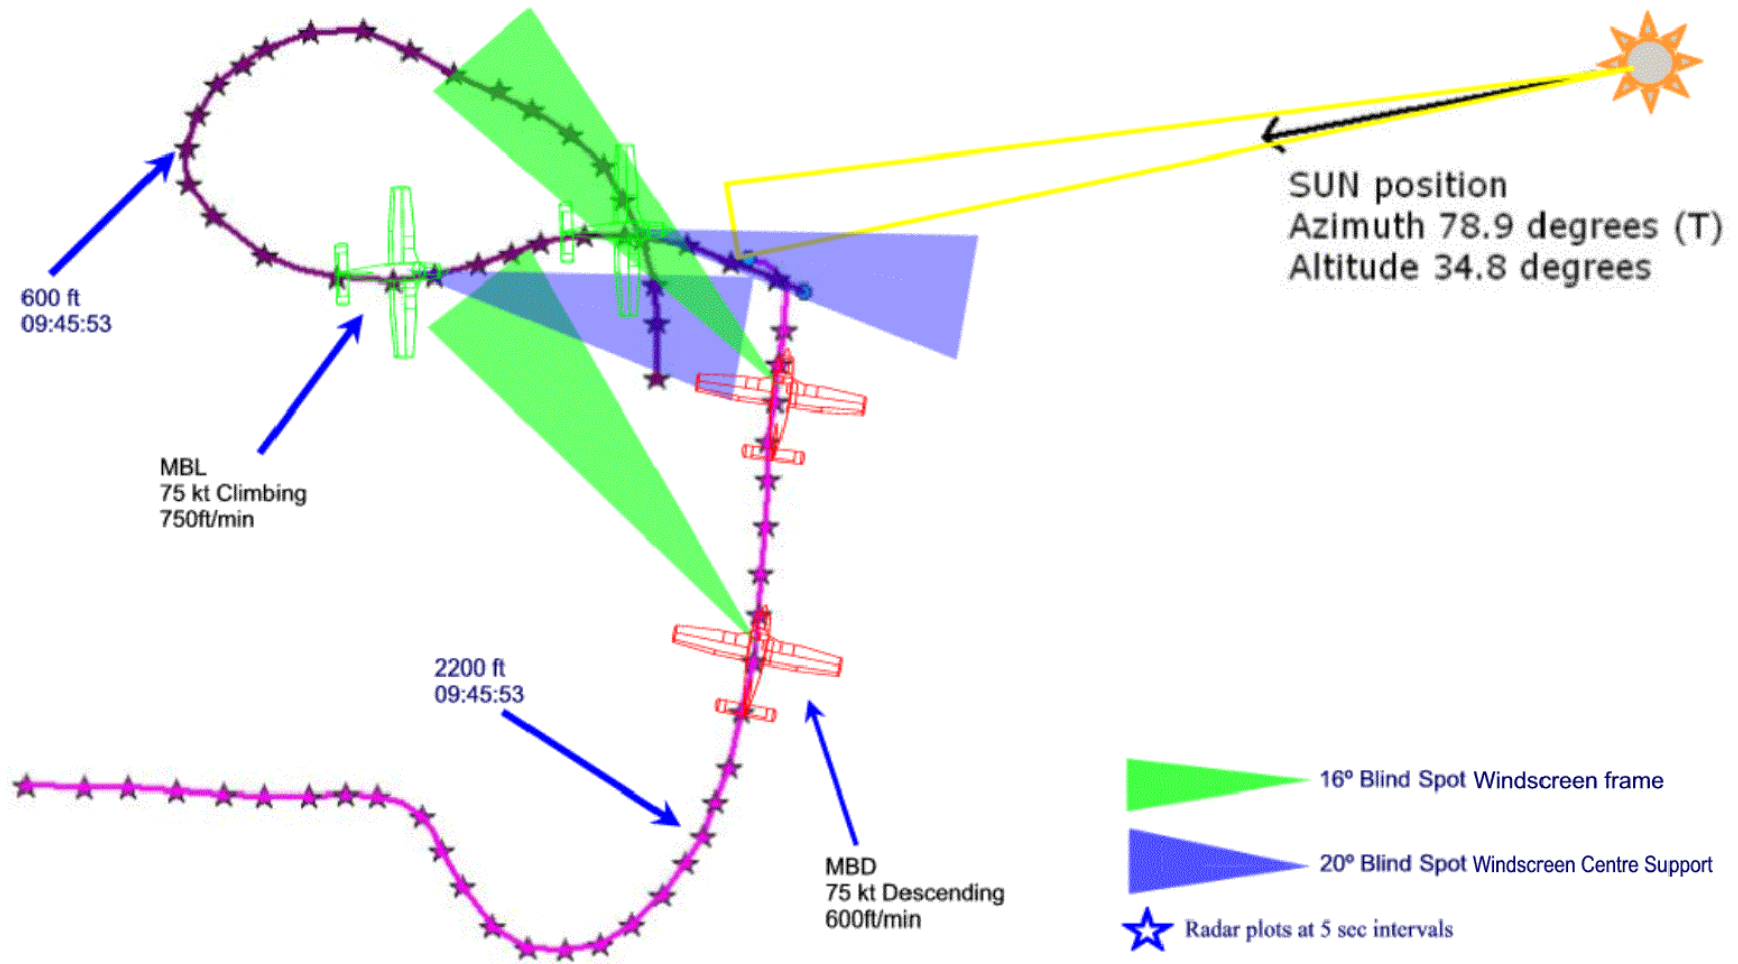 SUN position
Azimuth 78.9 degrees (T)
Altitude 34.8 degrees
600 ft
09:45:53
MBL
75 kt Climbing
750ft/min
2200 ft
09:45:53
MBD
75 kt Descending
600ft/min
16º Blind Spot Windscreen frame
20º Blind Spot Windscreen Centre Support
Radar plots at 5 sec intervals